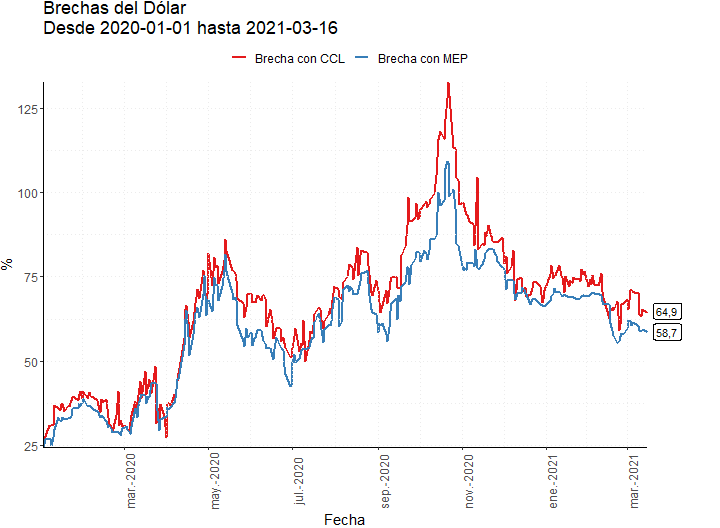 Brechas del Dólar
Desde 2020-01-01 hasta 2021-03-16
Brecha con CCL
Brecha con MEP
125
100
75
50
25
%
64,9
58,7
mar.-2020
may.-2020
jul.-2020
sep.-2020
nov.-2020
ene.-2021
mar.-2021
Fecha